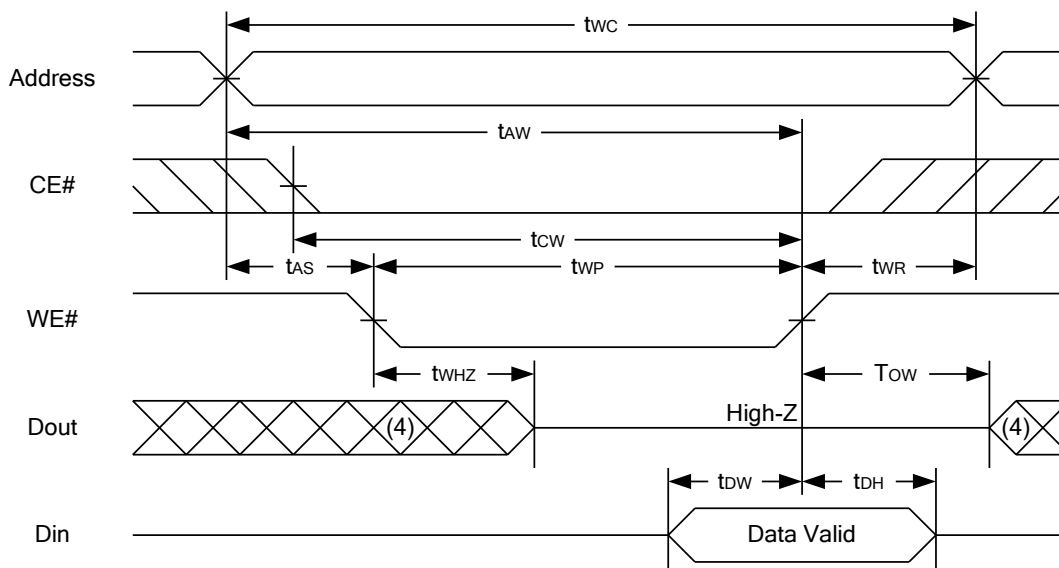 tWC
Address
tAW
CE#
tCW
tAS
tWP
tWR
WE#
tWHZ
TOW
Dout
(4)
High-Z
(4)
tDW
tDH
Din
Data Valid